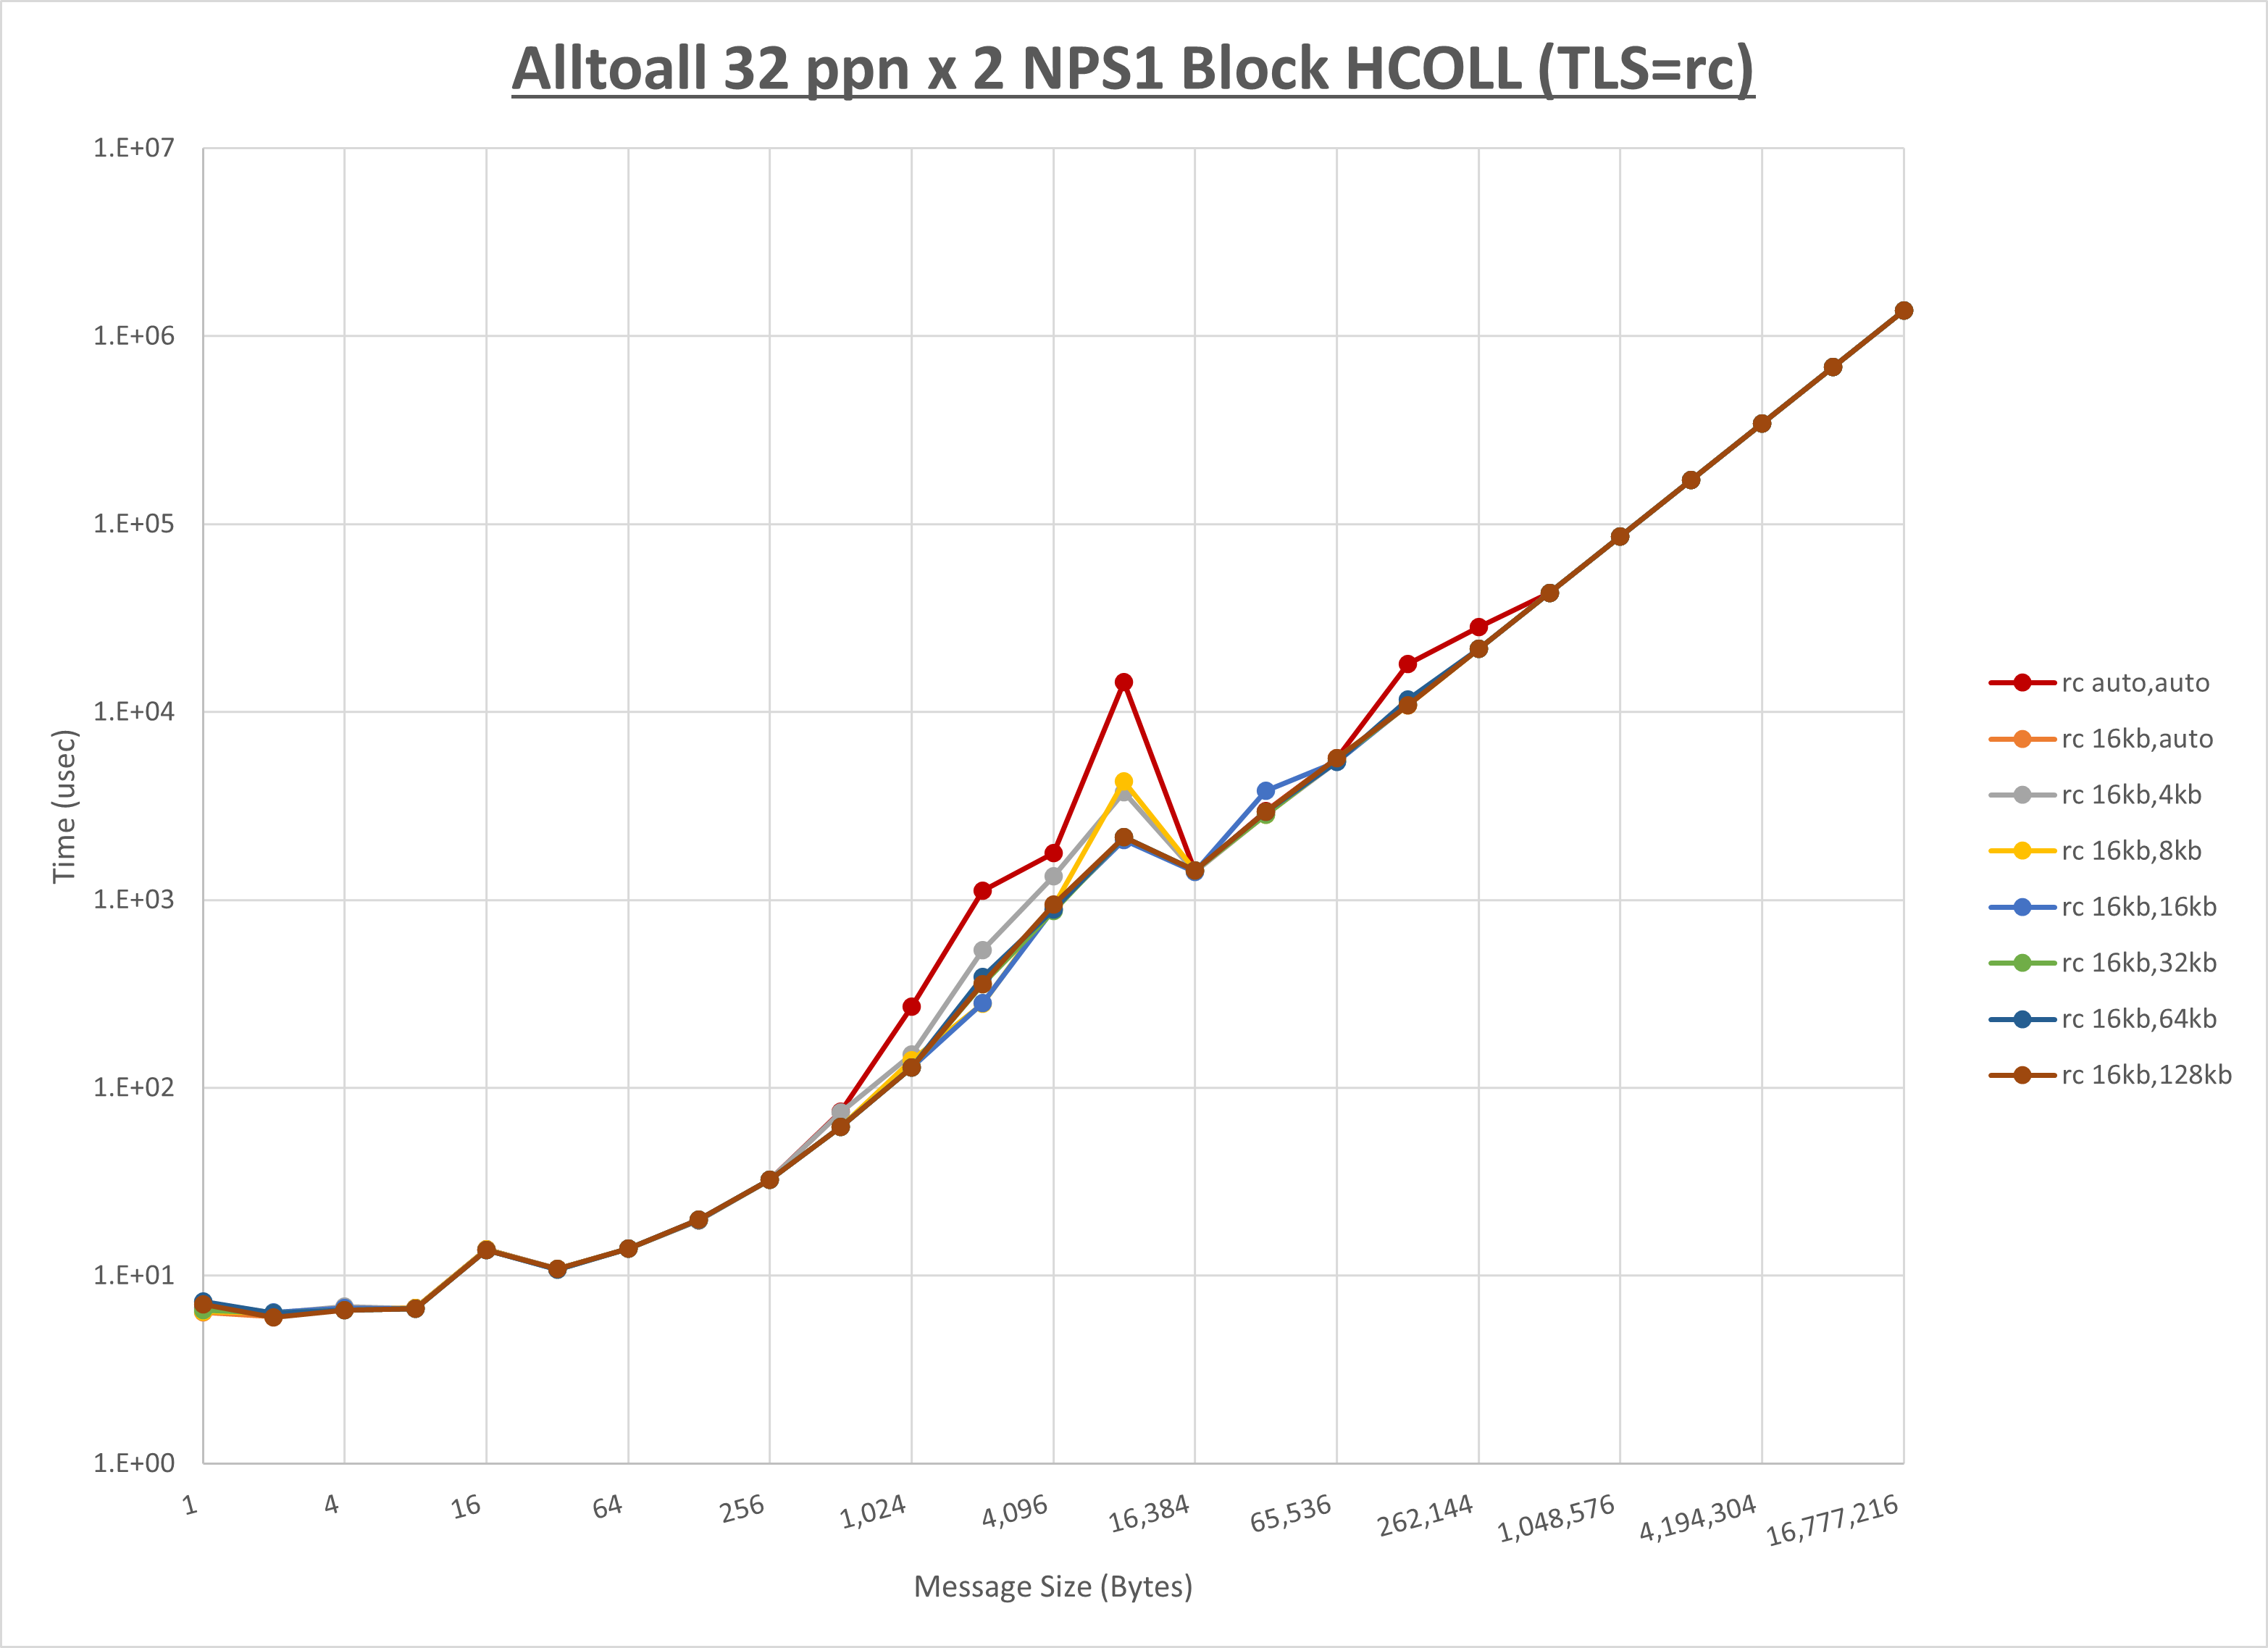 Alltoall 32 ppn x 2 NPS1 Block HCOLL (TLS=rc)
1.E+07
1.E+06
1.E+05
1.E+04
1.E+03
1.E+02
1.E+01
1.E+00
Time (usec)
1
4
16
64
256
1,024
4,096
16,384
65,536
262,144
1,048,576
4,194,304
16,777,216
Message Size (Bytes)
rc auto,auto
rc 16kb,auto
rc 16kb,4kb
rc 16kb,8kb
rc 16kb,16kb
rc 16kb,32kb
rc 16kb,64kb
rc 16kb,128kb